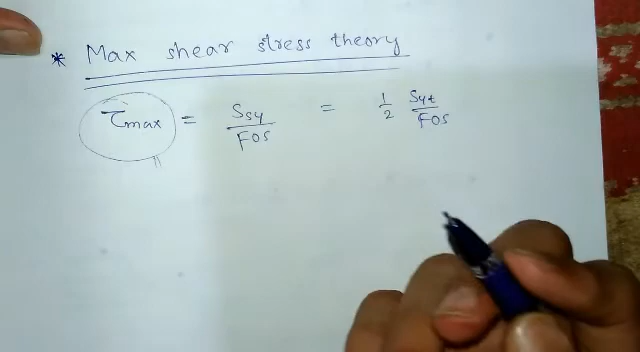 * Max shear stress theory
τmax = Ssy/FOS = 1/2 Syt/FOS